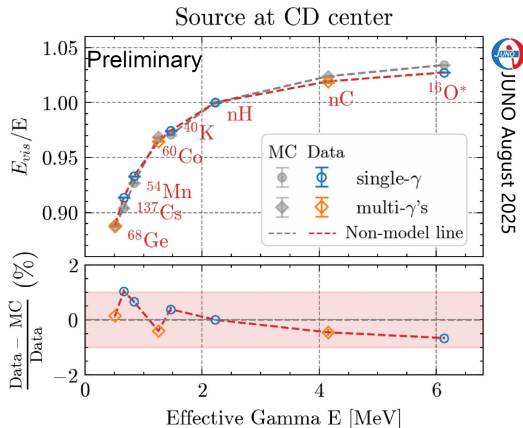 Source at CD center
Preliminary
JUNO
JUNO August 2025
1.05
1.00
0.95
0.90
E_vis/E
⁶⁸Ge
¹³⁷Cs
⁵⁴Mn
⁶⁰Co
⁴⁰K
nH
nC
¹⁶O*
MC Data
single-γ
multi-γ's
Non-model line
2
0
−2
Data − MC
Data
(%)
0 2 4 6
Effective Gamma E [MeV]